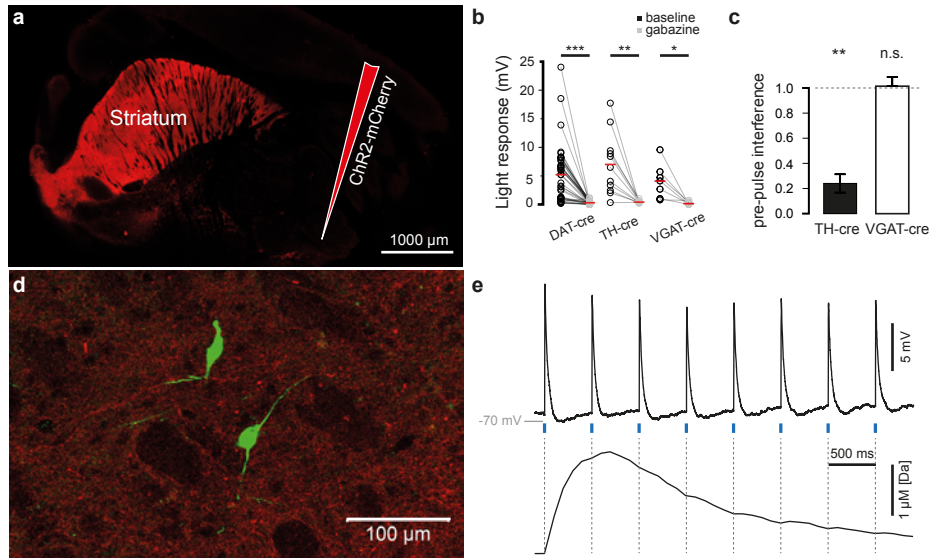 a
Striatum
ChR2-mCherry
1000 µm
b
baseline
gabazine
*** ** *
Light response (mV)
25
20
15
10
5
0
DAT-cre TH-cre VGAT-cre
c
** n.s.
pre-pulse interference
1.0
0.8
0.6
0.4
0.2
0.0
TH-cre VGAT-cre
d
100 µm
e
5 mV
-70 mV
500 ms
1 µM [Da]